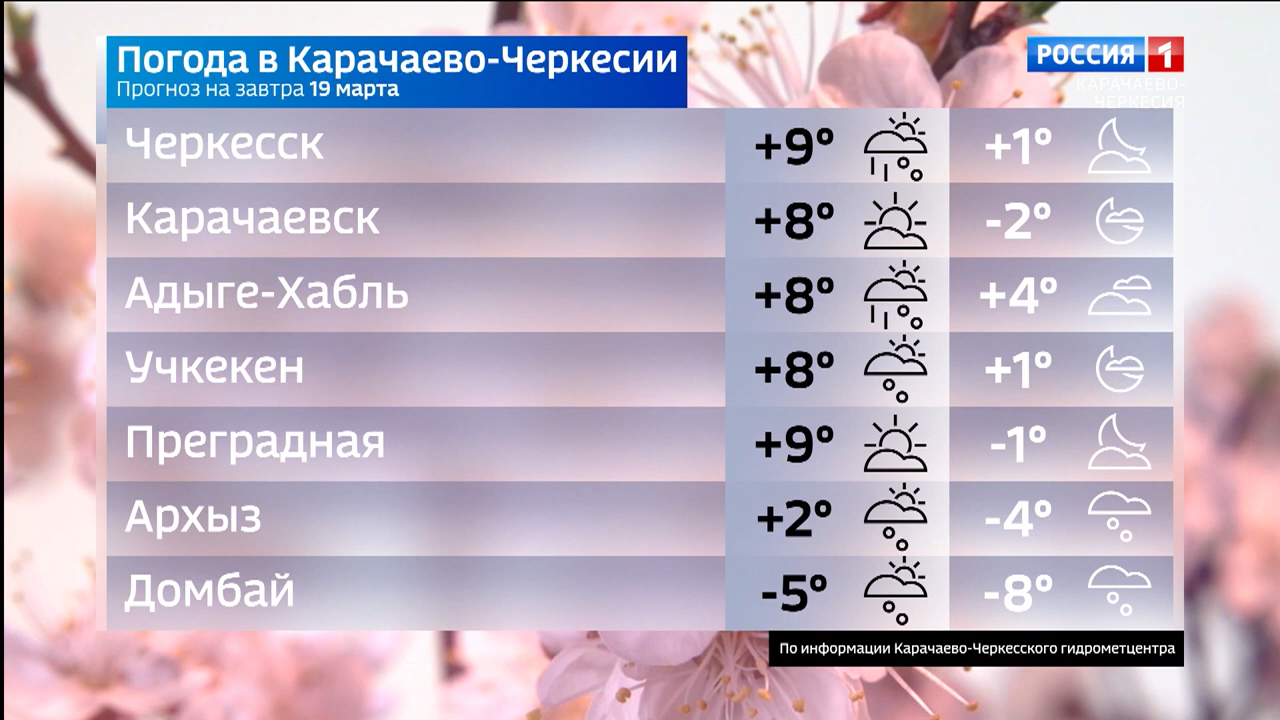 Погода в Карачаево-Черкесии
Прогноз на завтра 19 марта
РОССИЯ 1
КАРАЧАЕВО-
ЧЕРКЕСИЯ
Черкесск +9° +1°
Карачаевск +8° -2°
Адыге-Хабль +8° +4°
Учкекен +8° +1°
Преградная +9° -1°
Архыз +2° -4°
Домбай -5° -8°
По информации Карачаево-Черкесского гидрометцентра